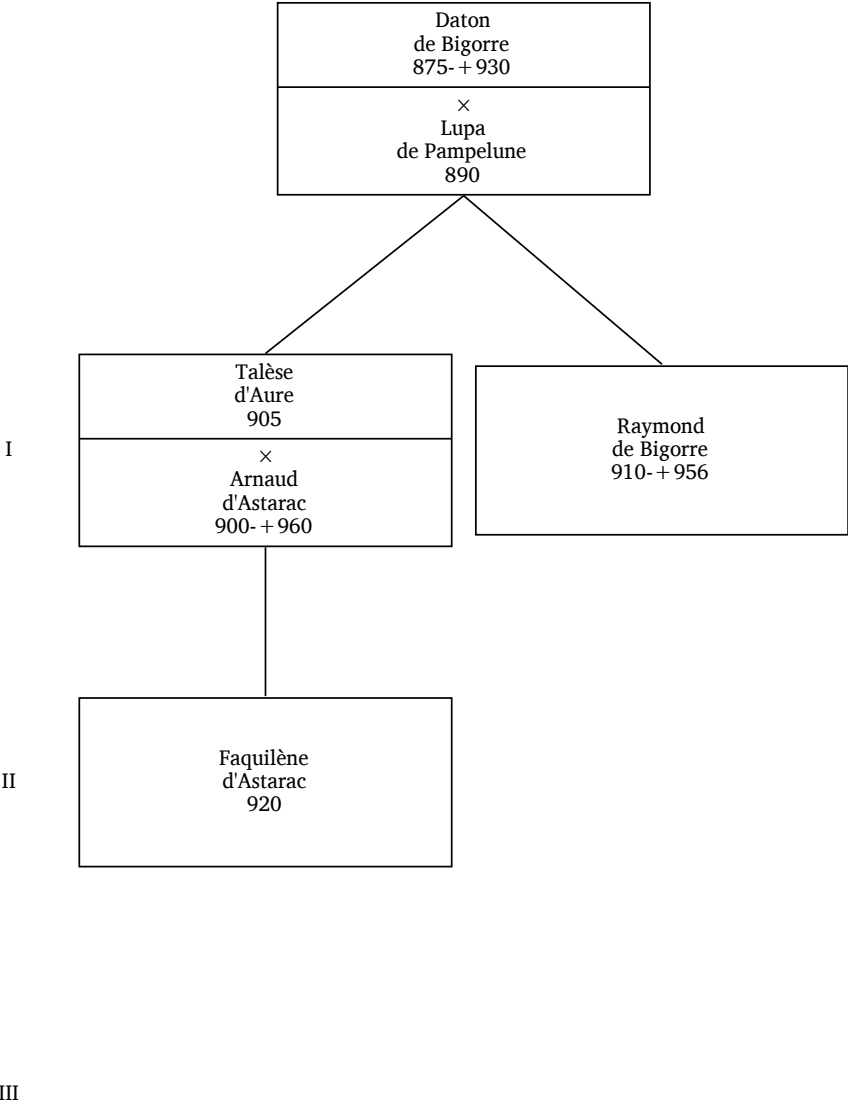 Daton
de Bigorre
875-+930
×
Lupa
de Pampelune
890
I
Talèse
d'Aure
905
×
Arnaud
d'Astarac
900-+960
Raymond
de Bigorre
910-+956
II
Faquilène
d'Astarac
920
III